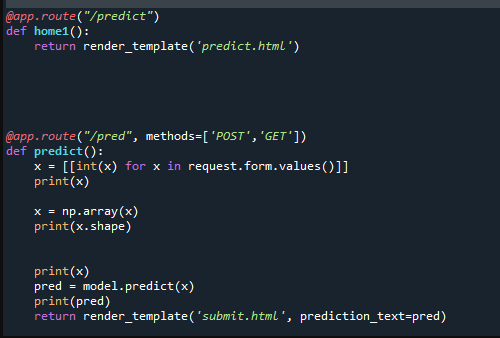 @app.route("/predict")
def home1():
    return render_template('predict.html')
@app.route("/pred", methods=['POST','GET'])
def predict():
    x = [[int(x) for x in request.form.values()]]
    print(x)
    x = np.array(x)
    print(x.shape)
    print(x)
    pred = model.predict(x)
    print(pred)
    return render_template('submit.html', prediction_text=pred)